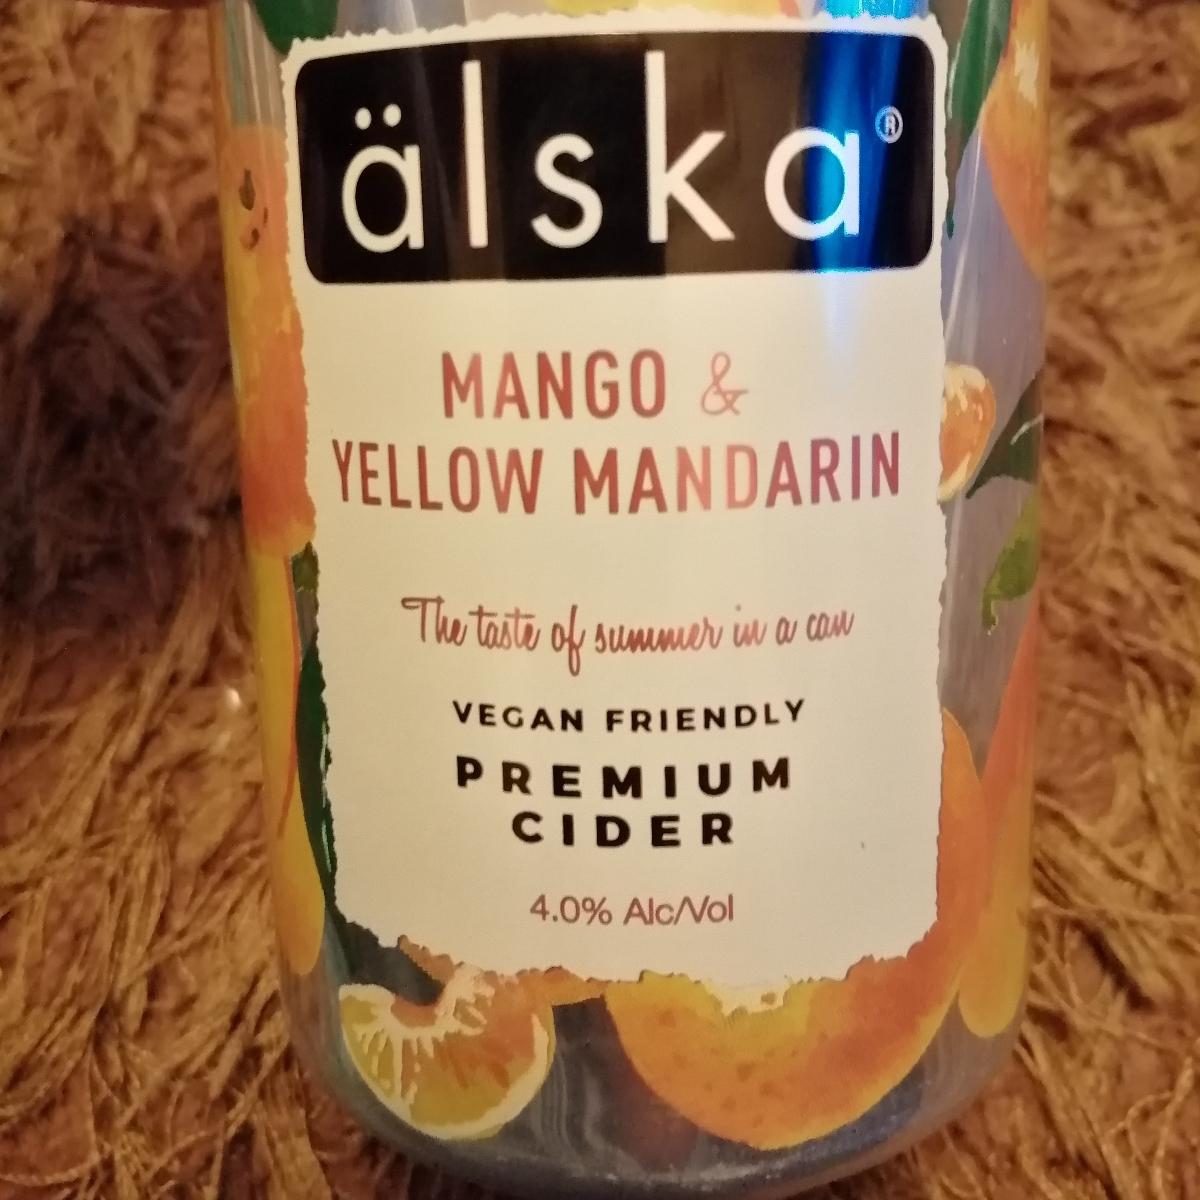 älska®
MANGO &
YELLOW MANDARIN
The taste of summer in a can
VEGAN FRIENDLY
PREMIUM
CIDER
4.0% Alc/Vol